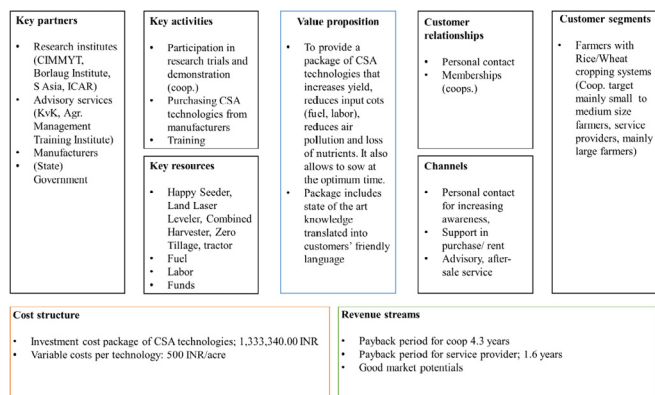 Key partners
• Research institutes
(CIMMYT,
Borlaug Institute,
S Asia, ICAR)
• Advisory services
(KvK, Agr.
Management
Training Institute)
• Manufacturers
• (State)
Government
Key activities
• Participation in
research trials and
demonstration
(coop.)
• Purchasing CSA
technologies from
manufacturers
• Training
Key resources
• Happy Seeder,
Land Laser
Leveler, Combined
Harvester, Zero
Tillage, tractor
• Fuel
• Labor
• Funds
Value proposition
• To provide a
package of CSA
technologies that
increases yield,
reduces input cots
(fuel, labor),
reduces air
pollution and loss
of nutrients. It also
allows to sow at
the optimum time.
• Package includes
state of the art
knowledge
translated into
customers' friendly
language
Customer
relationships
• Personal contact
• Memberships
(coops.)
Channels
• Personal contact
for increasing
awareness,
• Support in
purchase/ rent
• Advisory, after-
sale service
Customer segments
• Farmers with
Rice/Wheat
cropping systems
(Coop. target
mainly small to
medium size
farmers, service
providers, mainly
large farmers)
Cost structure
• Investment cost package of CSA technologies; 1,333,340.00 INR
• Variable costs per technology: 500 INR/acre
Revenue streams
• Payback period for coop 4.3 years
• Payback period for service provider; 1.6 years
• Good market potentials